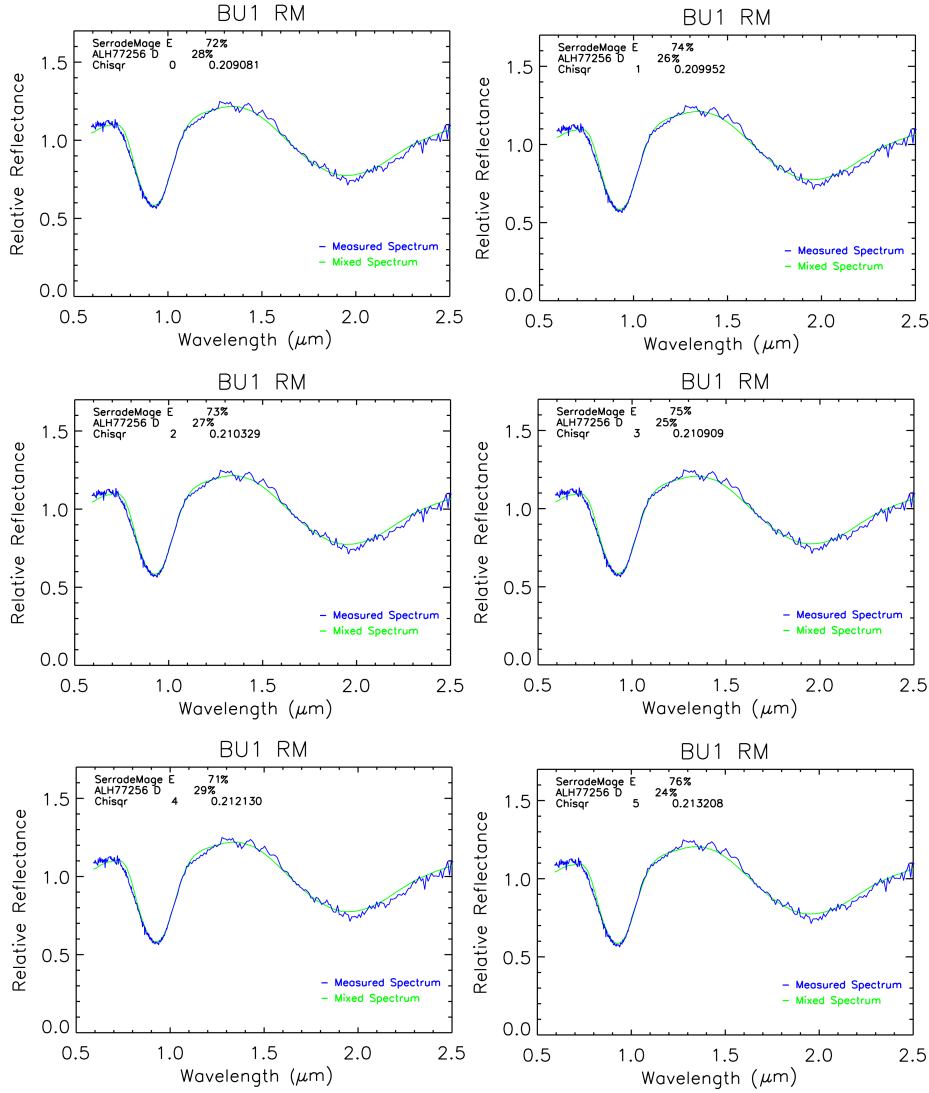 BU1 RM
SerradeMage E 72%
ALH77256 D 28%
Chisqr 0 0.209081
1.5
1.0
0.5
0.0
Relative Reflectance
Measured Spectrum
Mixed Spectrum
0.5 1.0 1.5 2.0 2.5
Wavelength (μm)
BU1 RM
SerradeMage E 74%
ALH77256 D 26%
Chisqr 1 0.209952
1.5
1.0
0.5
0.0
Relative Reflectance
Measured Spectrum
Mixed Spectrum
0.5 1.0 1.5 2.0 2.5
Wavelength (μm)
BU1 RM
SerradeMage E 73%
ALH77256 D 27%
Chisqr 2 0.210329
1.5
1.0
0.5
0.0
Relative Reflectance
Measured Spectrum
Mixed Spectrum
0.5 1.0 1.5 2.0 2.5
Wavelength (μm)
BU1 RM
SerradeMage E 75%
ALH77256 D 25%
Chisqr 3 0.210909
1.5
1.0
0.5
0.0
Relative Reflectance
Measured Spectrum
Mixed Spectrum
0.5 1.0 1.5 2.0 2.5
Wavelength (μm)
BU1 RM
SerradeMage E 71%
ALH77256 D 29%
Chisqr 4 0.212130
1.5
1.0
0.5
0.0
Relative Reflectance
Measured Spectrum
Mixed Spectrum
0.5 1.0 1.5 2.0 2.5
Wavelength (μm)
BU1 RM
SerradeMage E 76%
ALH77256 D 24%
Chisqr 5 0.213208
1.5
1.0
0.5
0.0
Relative Reflectance
Measured Spectrum
Mixed Spectrum
0.5 1.0 1.5 2.0 2.5
Wavelength (μm)